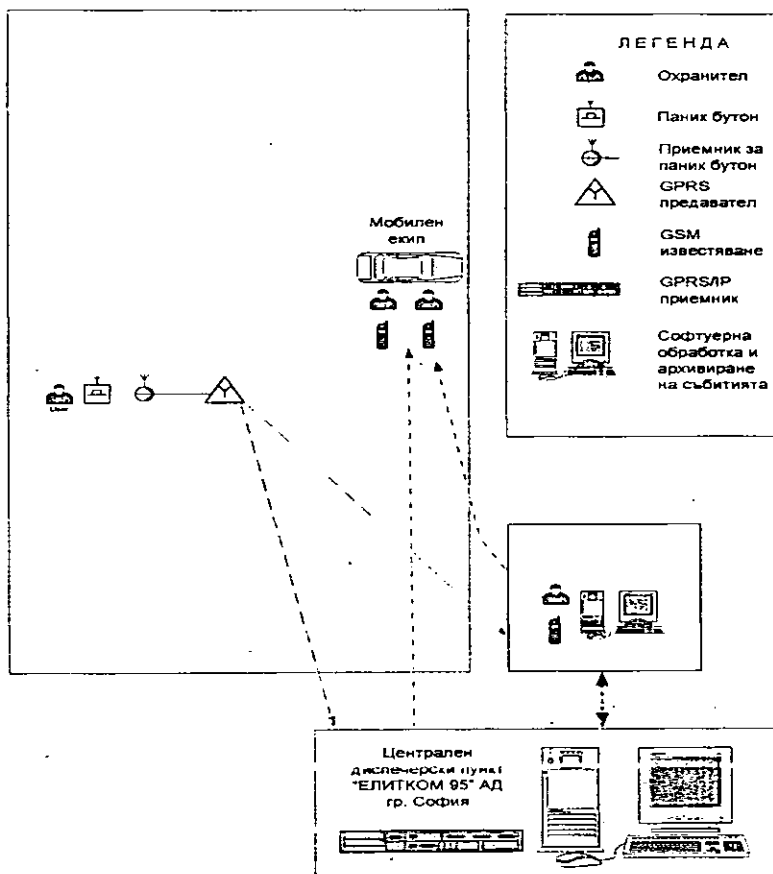 ЛЕГЕНДА
Охранител
Паник бутон
Приемник за
паник бутон
GPRS
предавател
GSM
известяване
GPRS/IP
приемник
Софтуерна
обработка и
архивиране
на събитията
Мобилен
екип
User
Централен
диспечерски пункт
"ЕЛИТКОМ 95" АД
гр. София